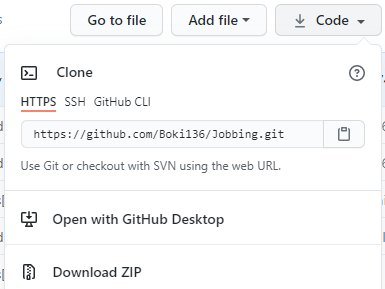 Go to file Add file Code
Clone
HTTPS SSH GitHub CLI
https://github.com/Boki136/Jobbing.git
Use Git or checkout with SVN using the web URL.
Open with GitHub Desktop
Download ZIP